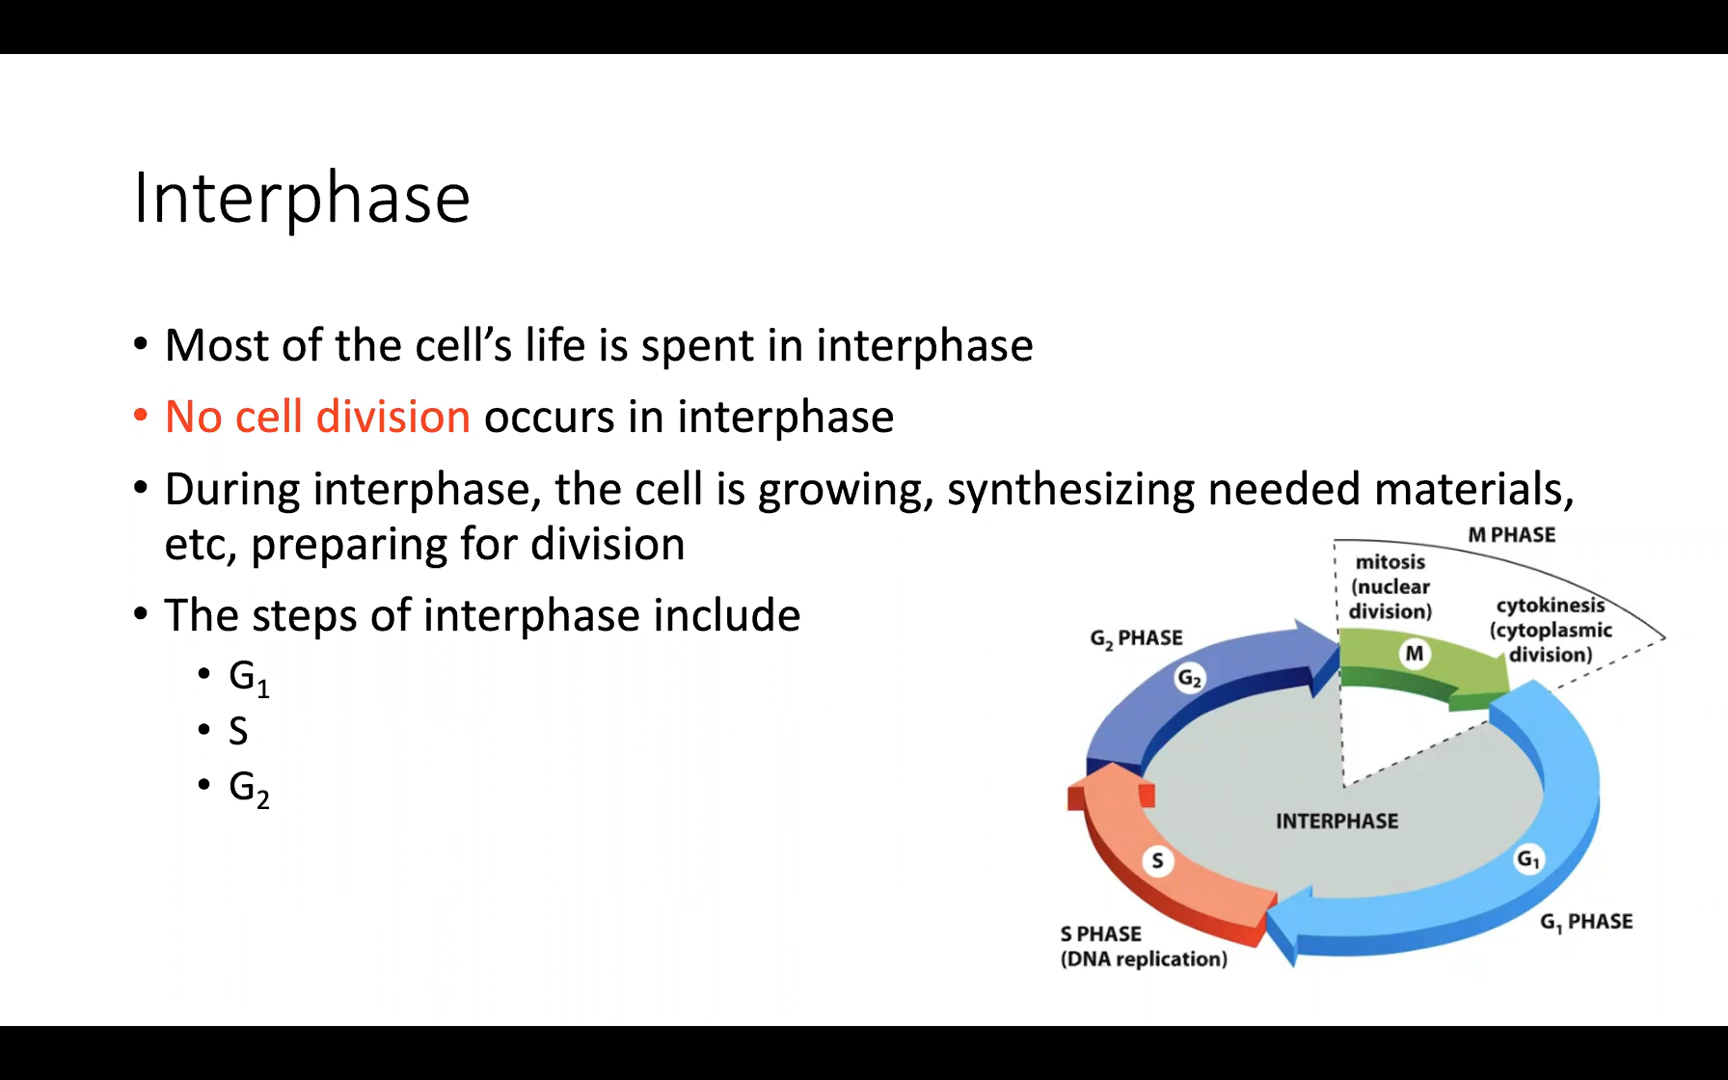 Interphase
• Most of the cell’s life is spent in interphase
• No cell division occurs in interphase
• During interphase, the cell is growing, synthesizing needed materials,
etc, preparing for division
• The steps of interphase include
• G₁
• S
• G₂
M PHASE
mitosis
(nuclear
division)
cytokinesis
(cytoplasmic
division)
G₂ PHASE
M
G₂
INTERPHASE
S
G₁
G₁ PHASE
S PHASE
(DNA replication)